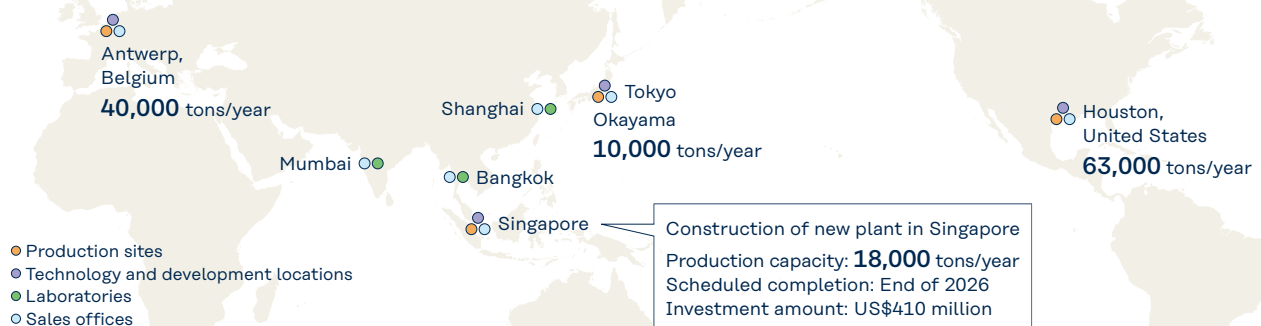 Antwerp,
Belgium
40,000 tons/year
Shanghai
Tokyo
Okayama
10,000 tons/year
Houston,
United States
63,000 tons/year
Mumbai
Bangkok
Singapore
Construction of new plant in Singapore
Production capacity: 18,000 tons/year
Scheduled completion: End of 2026
Investment amount: US$410 million
Production sites
Technology and development locations
Laboratories
Sales offices